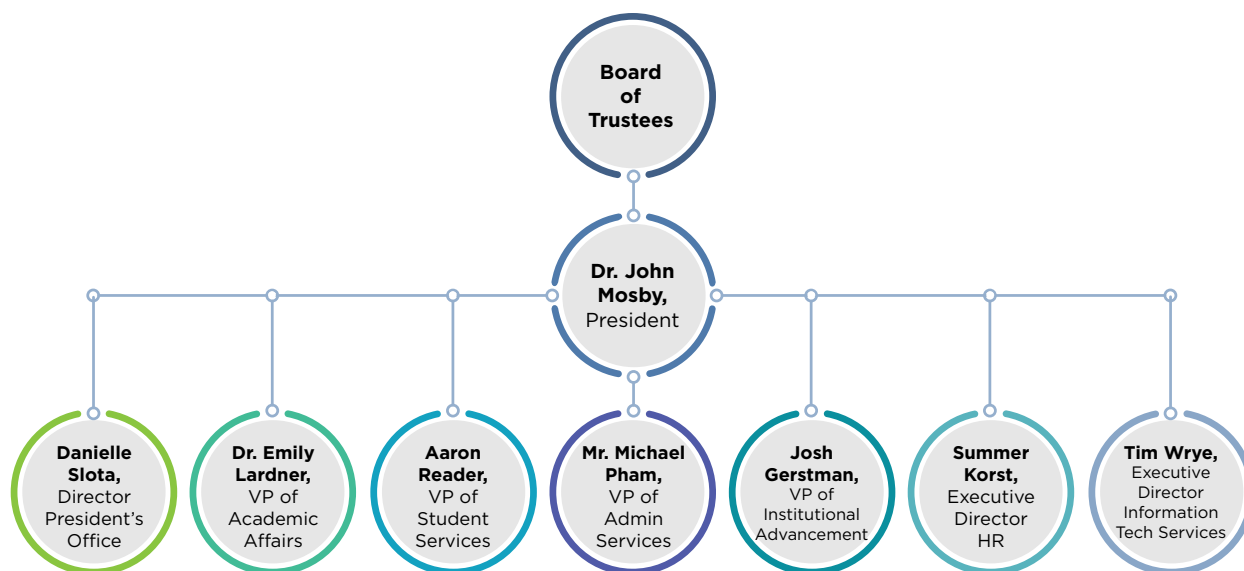 Board
of
Trustees
Dr. John
Mosby,
President
Danielle
Slota,
Director
President’s
Office
Dr. Emily
Lardner,
VP of
Academic
Affairs
Aaron
Reader,
VP of
Student
Services
Mr. Michael
Pham,
VP of
Admin
Services
Josh
Gerstman,
VP of
Institutional
Advancement
Summer
Korst,
Executive
Director
HR
Tim Wrye,
Executive
Director
Information
Tech Services